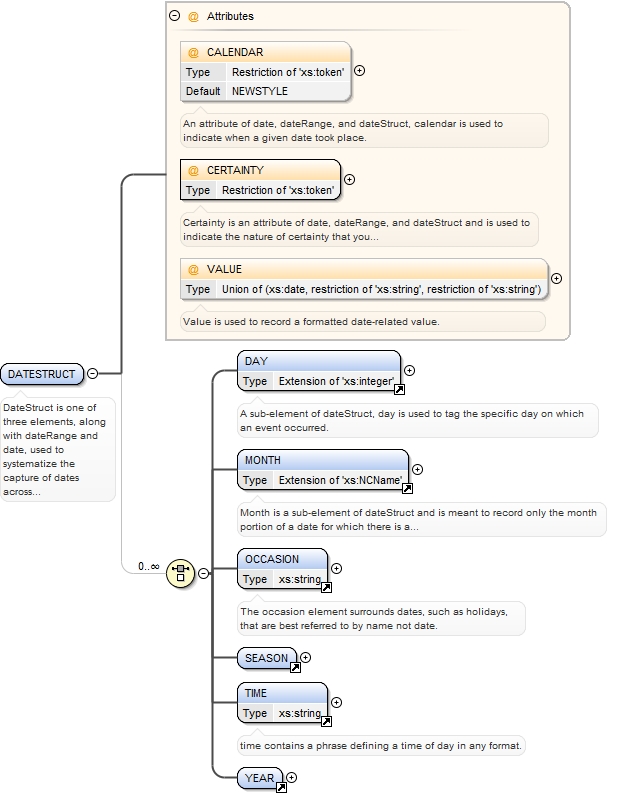 @ Attributes
@ CALENDAR
Type Restriction of 'xs:token'
Default NEWSTYLE
An attribute of date, dateRange, and dateStruct, calendar is used to
indicate when a given date took place.
@ CERTAINTY
Type Restriction of 'xs:token'
Certainty is an attribute of date, dateRange, and dateStruct and is used to
indicate the nature of certainty that you...
@ VALUE
Type Union of (xs:date, restriction of 'xs:string', restriction of 'xs:string')
Value is used to record a formatted date-related value.
DATESTRUCT
DateStruct is one of
three elements, along
with dateRange and
date, used to
systematize the
capture of dates
across...
0..∞
DAY
Type Extension of 'xs:integer'
A sub-element of dateStruct, day is used to tag the specific day on which
an event occurred.
MONTH
Type Extension of 'xs:NCName'
Month is a sub-element of dateStruct and is meant to record only the month
portion of a date for which there is a...
OCCASION
Type xs:string
The occasion element surrounds dates, such as holidays,
that are best referred to by name not date.
SEASON
TIME
Type xs:string
time contains a phrase defining a time of day in any format.
YEAR